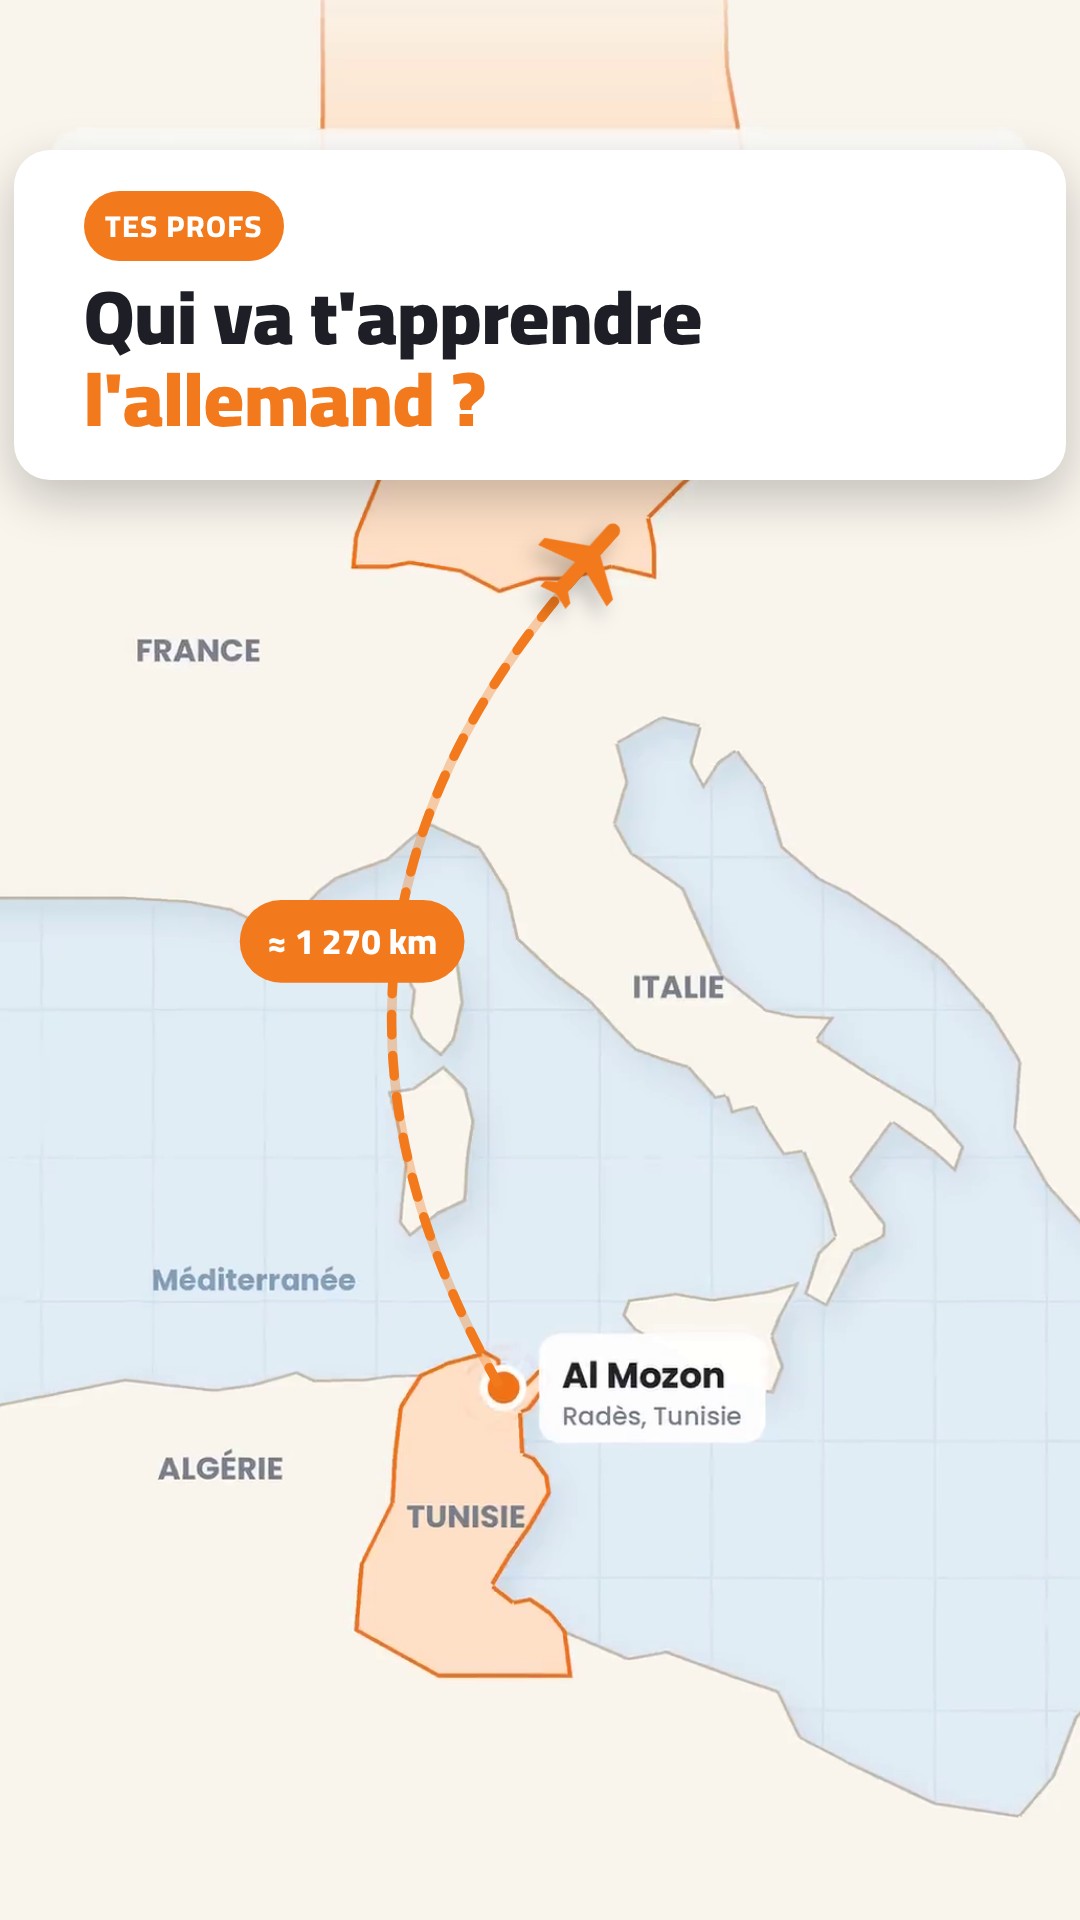 TES PROFS
Qui va t'apprendre
l'allemand ?
FRANCE
≈ 1 270 km
ITALIE
Méditerranée
Al Mozon
Radès, Tunisie
ALGÉRIE
TUNISIE